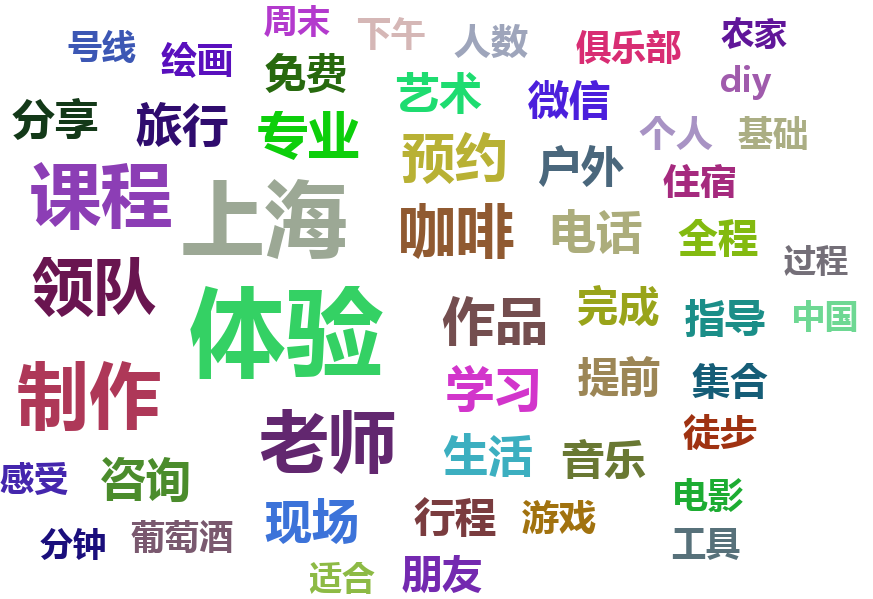 周末
下午
人数
俱乐部
农家
号线
绘画
免费
艺术
微信
diy
分享
旅行
专业
预约
户外
个人
基础
课程
上海
咖啡
电话
住宿
全程
过程
领队
体验
作品
完成
指导
中国
制作
老师
学习
提前
集合
生活
音乐
徒步
感受
咨询
现场
行程
游戏
电影
分钟
葡萄酒
工具
适合
朋友